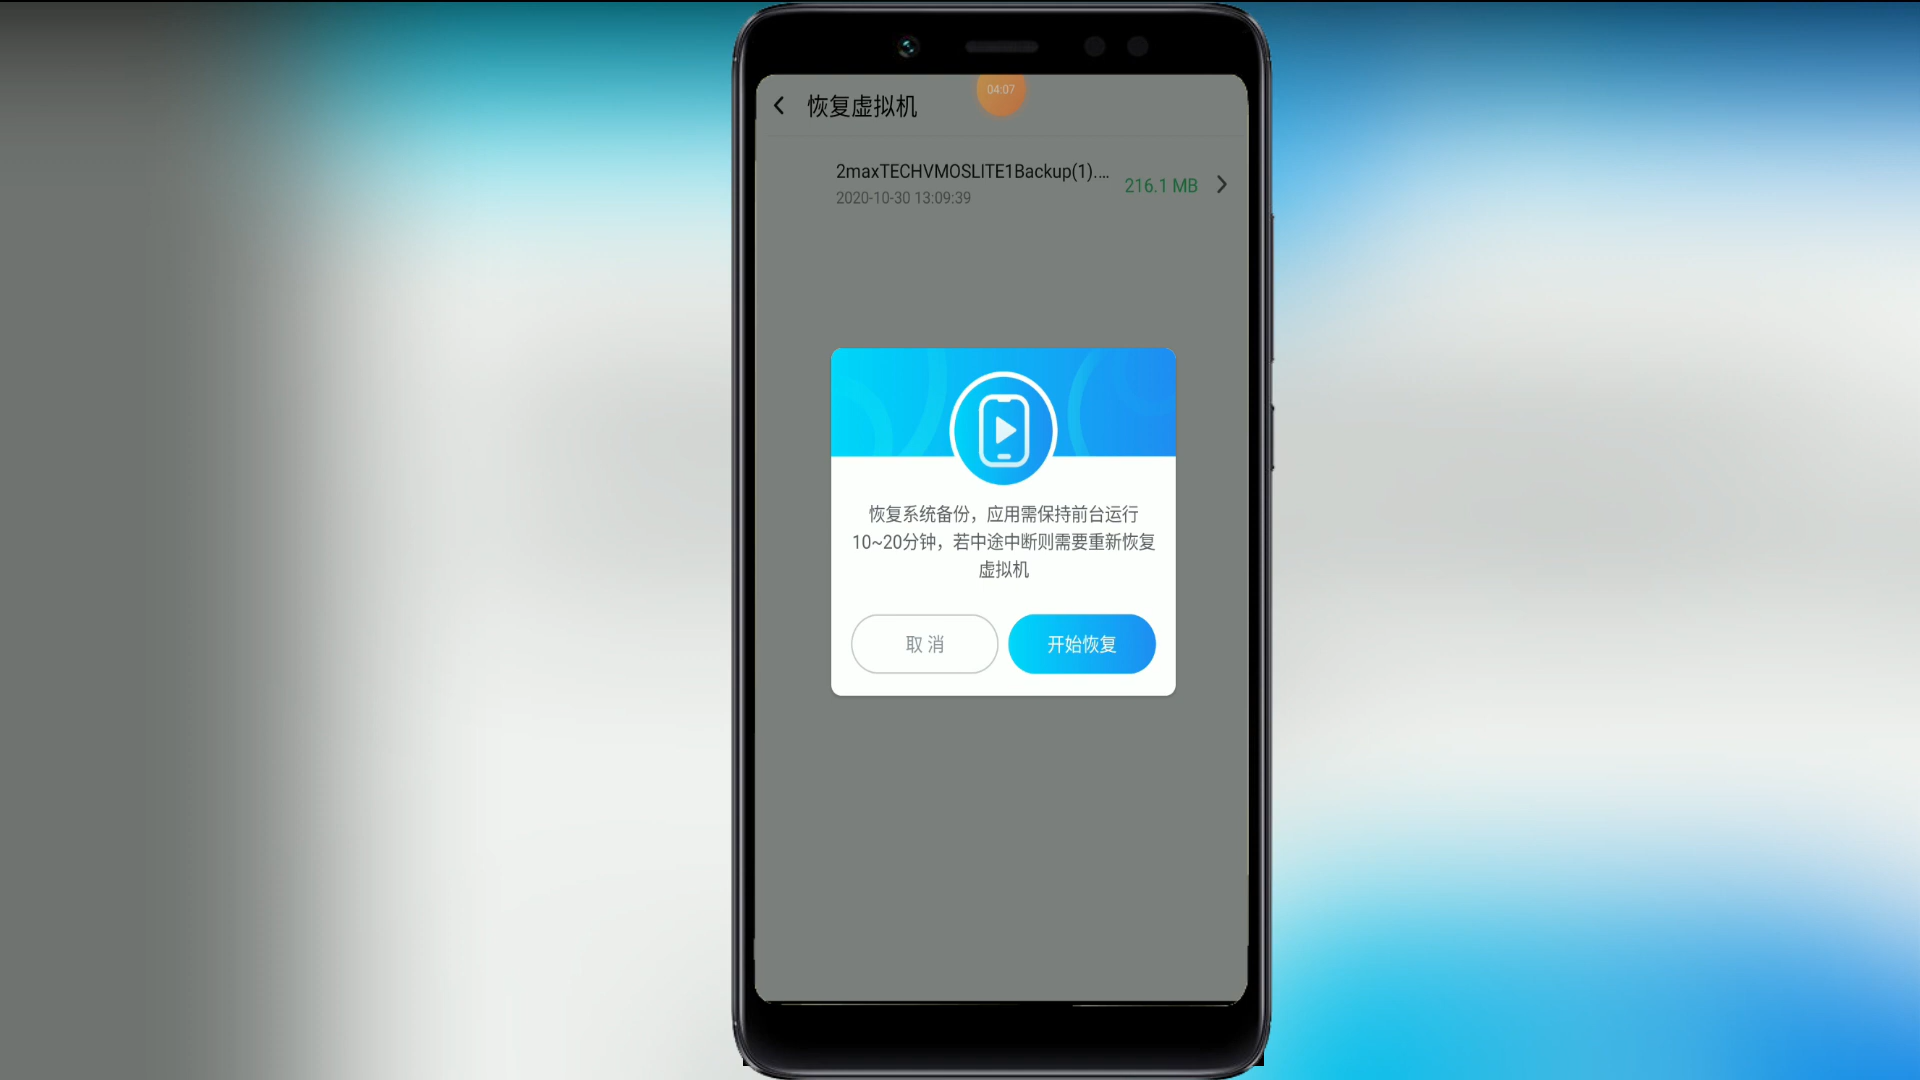 04:07
恢复虚拟机
2maxTECHVMOSLITE1Backup(1)....
216.1 MB
2020-10-30 13:09:39
恢复系统备份，应用需保持前台运行
10~20分钟，若中途中断则需要重新恢复
虚拟机
取 消
开始恢复